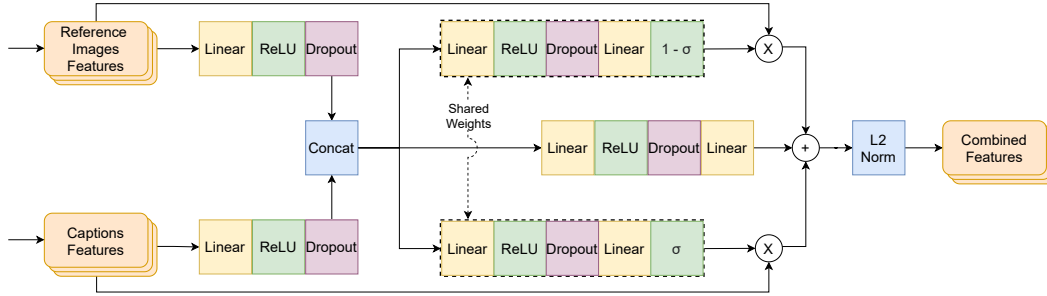 Reference
Images
Features
Linear ReLU Dropout
Linear ReLU Dropout Linear 1 - σ
X
Shared
Weights
Concat
Linear ReLU Dropout Linear
+
L2
Norm
Combined
Features
Captions
Features
Linear ReLU Dropout
Linear ReLU Dropout Linear σ
X